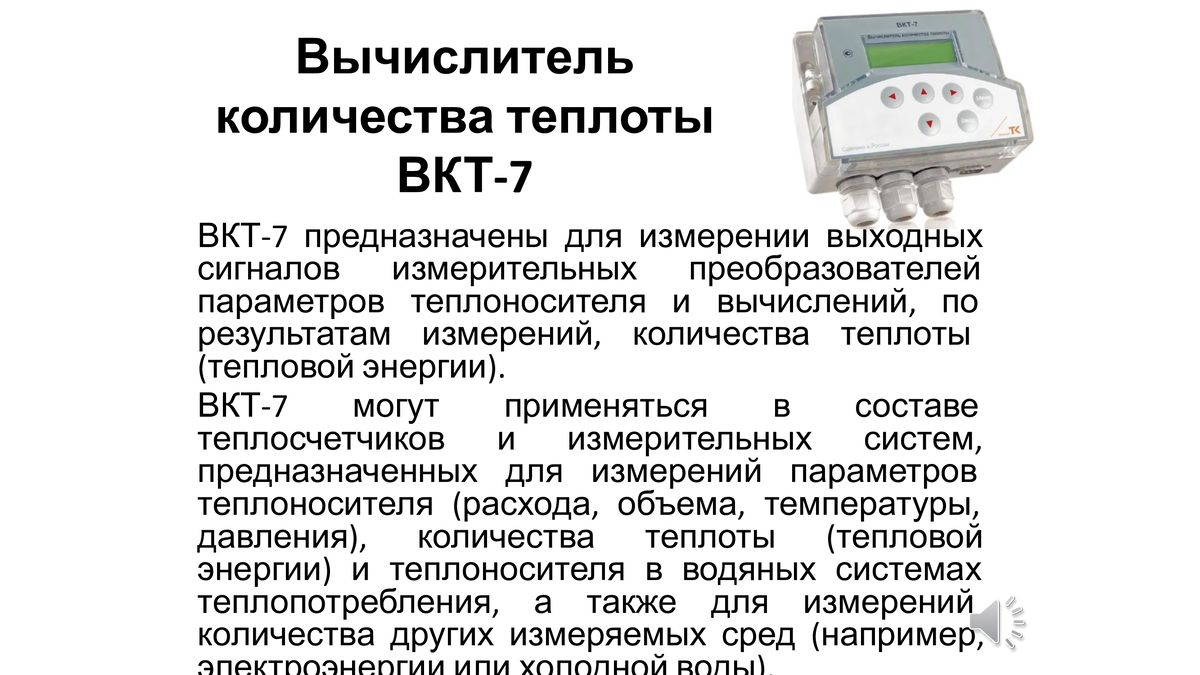 Вычислитель
количества теплоты
ВКТ-7
ВКТ-7
Вычислитель количества теплоты
Сделано в России
ВКТ-7 предназначены для измерении выходных
сигналов измерительных преобразователей
параметров теплоносителя и вычислений, по
результатам измерений, количества теплоты
(тепловой энергии).
ВКТ-7 могут применяться в составе
теплосчетчиков и измерительных систем,
предназначенных для измерений параметров
теплоносителя (расхода, объема, температуры,
давления), количества теплоты (тепловой
энергии) и теплоносителя в водяных системах
теплопотребления, а также для измерений
количества других измеряемых сред (например,
электроэнергии или холодной воды).